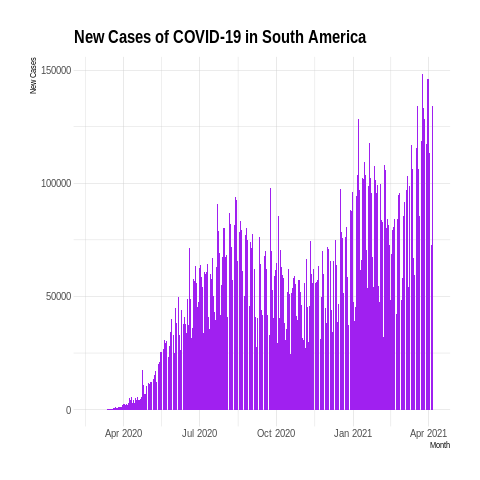 New Cases of COVID-19 in South America
New Cases
150000
100000
50000
0
Apr 2020 Jul 2020 Oct 2020 Jan 2021 Apr 2021
Month